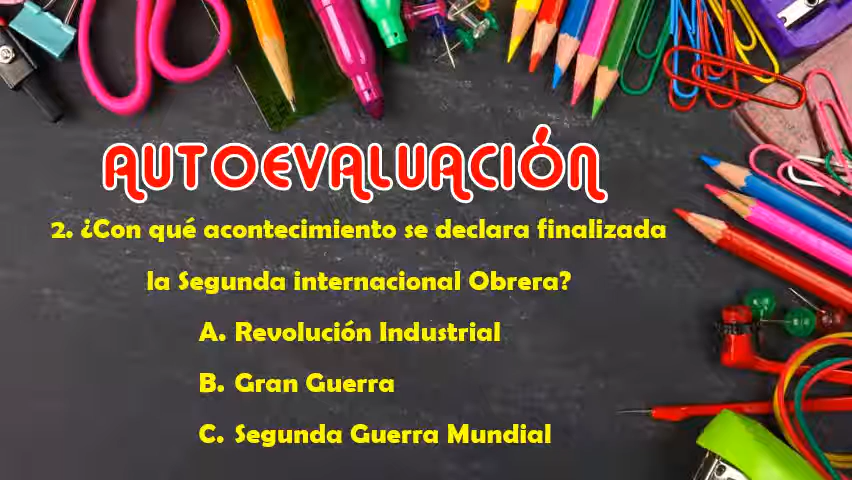 AUTOEVALUACIÓN
2. ¿Con qué acontecimiento se declara finalizada
la Segunda internacional Obrera?
A. Revolución Industrial
B. Gran Guerra
C. Segunda Guerra Mundial